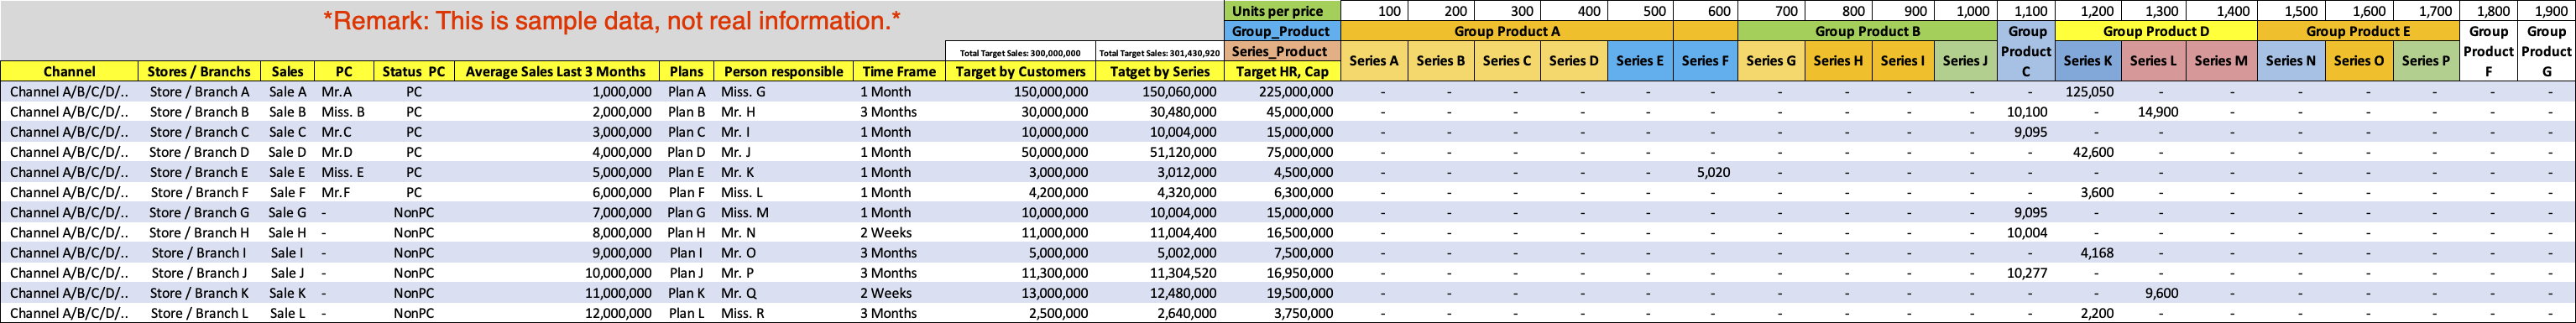 *Remark: This is sample data, not real information.*
Units per price 100 200 300 400 500 600 700 800 900 1,000 1,100 1,200 1,300 1,400 1,500 1,600 1,700 1,800 1,900
Group_Product Group Product A Group Product B Group Product C Group Product D Group Product E Group Product F Group Product G
Total Target Sales: 300,000,000 Total Target Sales: 301,430,920 Series_Product Series A Series B Series C Series D Series E Series F Series G Series H Series I Series J Series K Series L Series M Series N Series O Series P
Channel Stores / Branchs Sales PC Status PC Average Sales Last 3 Months Plans Person responsible Time Frame Target by Customers Tatget by Series Target HR, Cap
Channel A/B/C/D/.. Store / Branch A Sale A Mr.A PC 1,000,000 Plan A Miss. G 1 Month 150,000,000 150,060,000 225,000,000 - - - - - - - - - - - 125,050 - - - - - - -
Channel A/B/C/D/.. Store / Branch B Sale B Miss. B PC 2,000,000 Plan B Mr. H 3 Months 30,000,000 30,480,000 45,000,000 - - - - - - - - - - 10,100 - 14,900 - - - - - -
Channel A/B/C/D/.. Store / Branch C Sale C Mr.C PC 3,000,000 Plan C Mr. I 1 Month 10,000,000 10,004,000 15,000,000 - - - - - - - - - - 9,095 - - - - - - - -
Channel A/B/C/D/.. Store / Branch D Sale D Mr.D PC 4,000,000 Plan D Mr. J 1 Month 50,000,000 51,120,000 75,000,000 - - - - - - - - - - - 42,600 - - - - - - -
Channel A/B/C/D/.. Store / Branch E Sale E Miss. E PC 5,000,000 Plan E Mr. K 1 Month 3,000,000 3,012,000 4,500,000 - - - - - 5,020 - - - - - - - - - - - - -
Channel A/B/C/D/.. Store / Branch F Sale F Mr.F PC 6,000,000 Plan F Miss. L 1 Month 4,200,000 4,320,000 6,300,000 - - - - - - - - - - - 3,600 - - - - - - -
Channel A/B/C/D/.. Store / Branch G Sale G - NonPC 7,000,000 Plan G Miss. M 1 Month 10,000,000 10,004,000 15,000,000 - - - - - - - - - - 9,095 - - - - - - - -
Channel A/B/C/D/.. Store / Branch H Sale H - NonPC 8,000,000 Plan H Mr. N 2 Weeks 11,000,000 11,004,400 16,500,000 - - - - - - - - - - 10,004 - - - - - - - -
Channel A/B/C/D/.. Store / Branch I Sale I - NonPC 9,000,000 Plan I Mr. O 3 Months 5,000,000 5,002,000 7,500,000 - - - - - - - - - - - 4,168 - - - - - - -
Channel A/B/C/D/.. Store / Branch J Sale J - NonPC 10,000,000 Plan J Mr. P 3 Months 11,300,000 11,304,520 16,950,000 - - - - - - - - - - 10,277 - - - - - - - -
Channel A/B/C/D/.. Store / Branch K Sale K - NonPC 11,000,000 Plan K Mr. Q 2 Weeks 13,000,000 12,480,000 19,500,000 - - - - - - - - - - - - 9,600 - - - - - -
Channel A/B/C/D/.. Store / Branch L Sale L - NonPC 12,000,000 Plan L Miss. R 3 Months 2,500,000 2,640,000 3,750,000 - - - - - - - - - - - 2,200 - - - - - - -